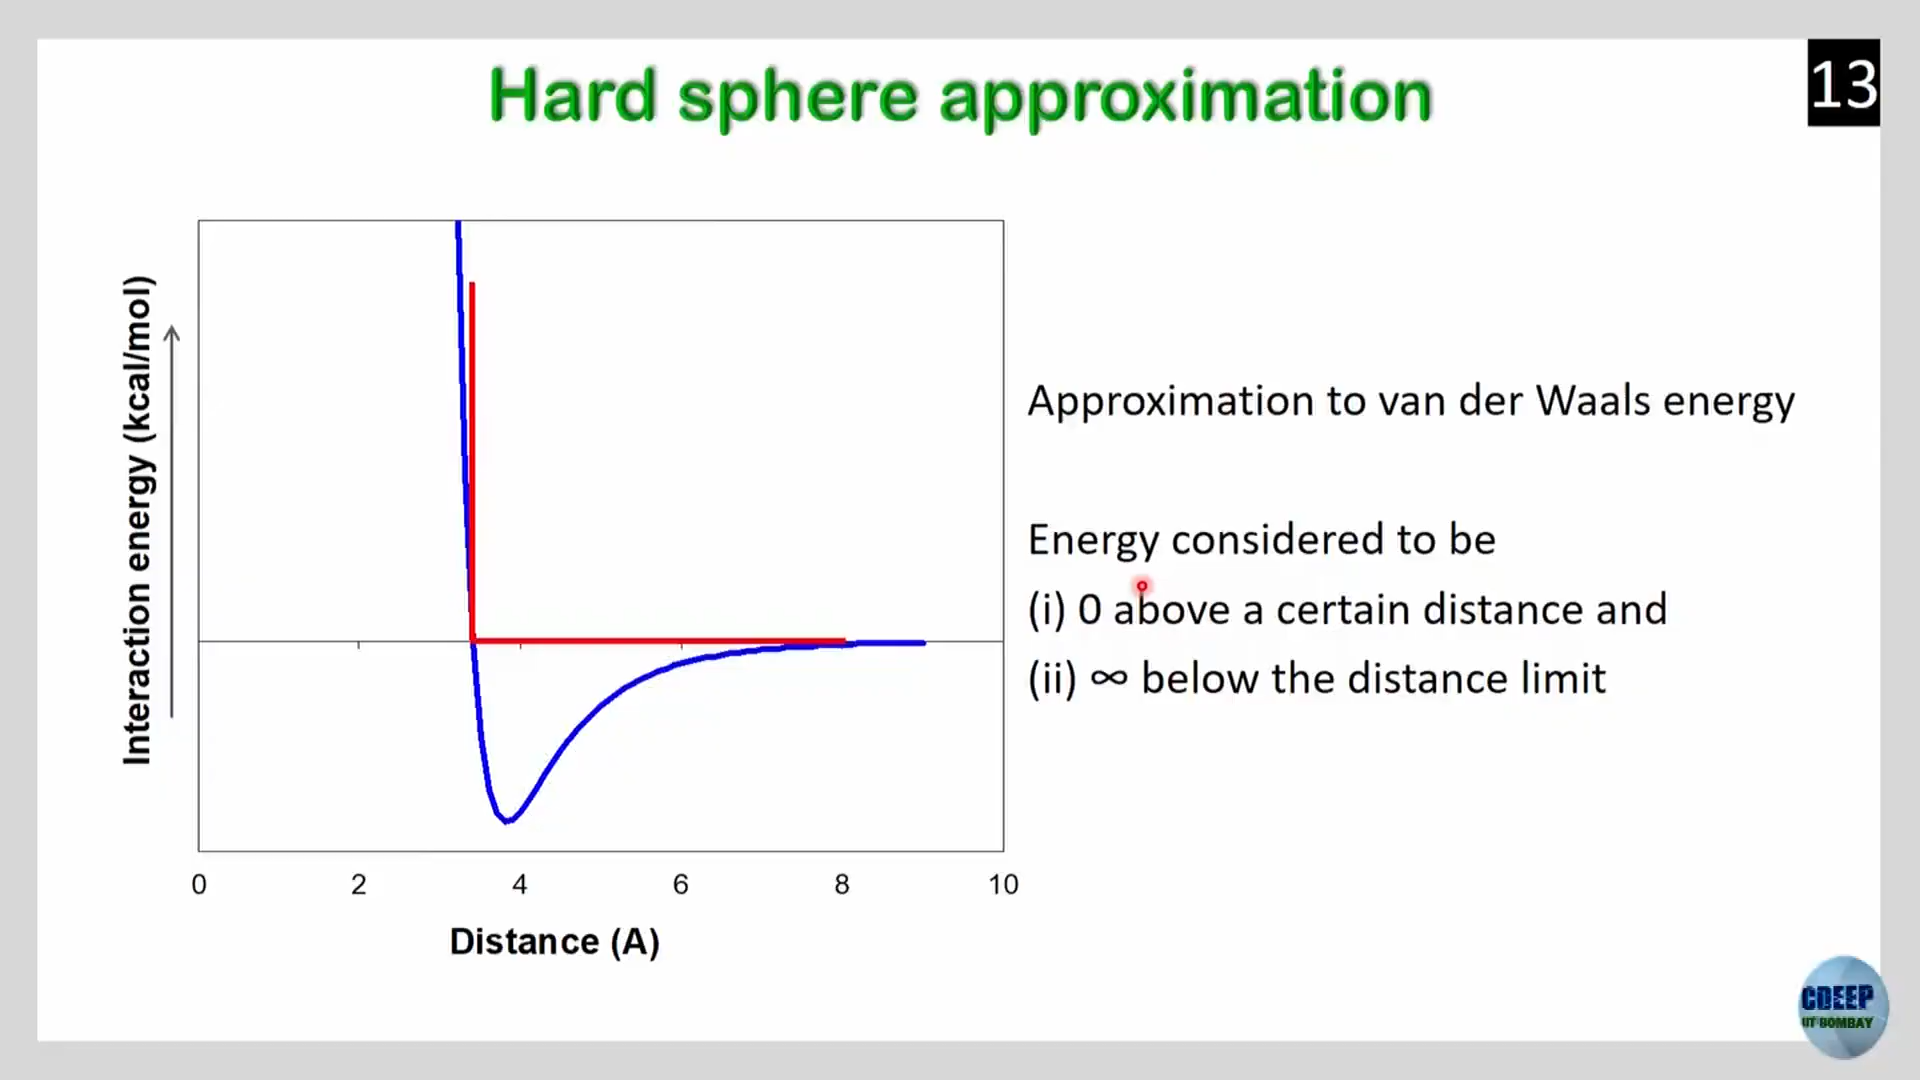 Hard sphere approximation
13
Interaction energy (kcal/mol)
0 2 4 6 8 10
Distance (A)
Approximation to van der Waals energy
Energy considered to be
(i) 0 above a certain distance and
(ii) ∞ below the distance limit
CDEEP
IIT BOMBAY